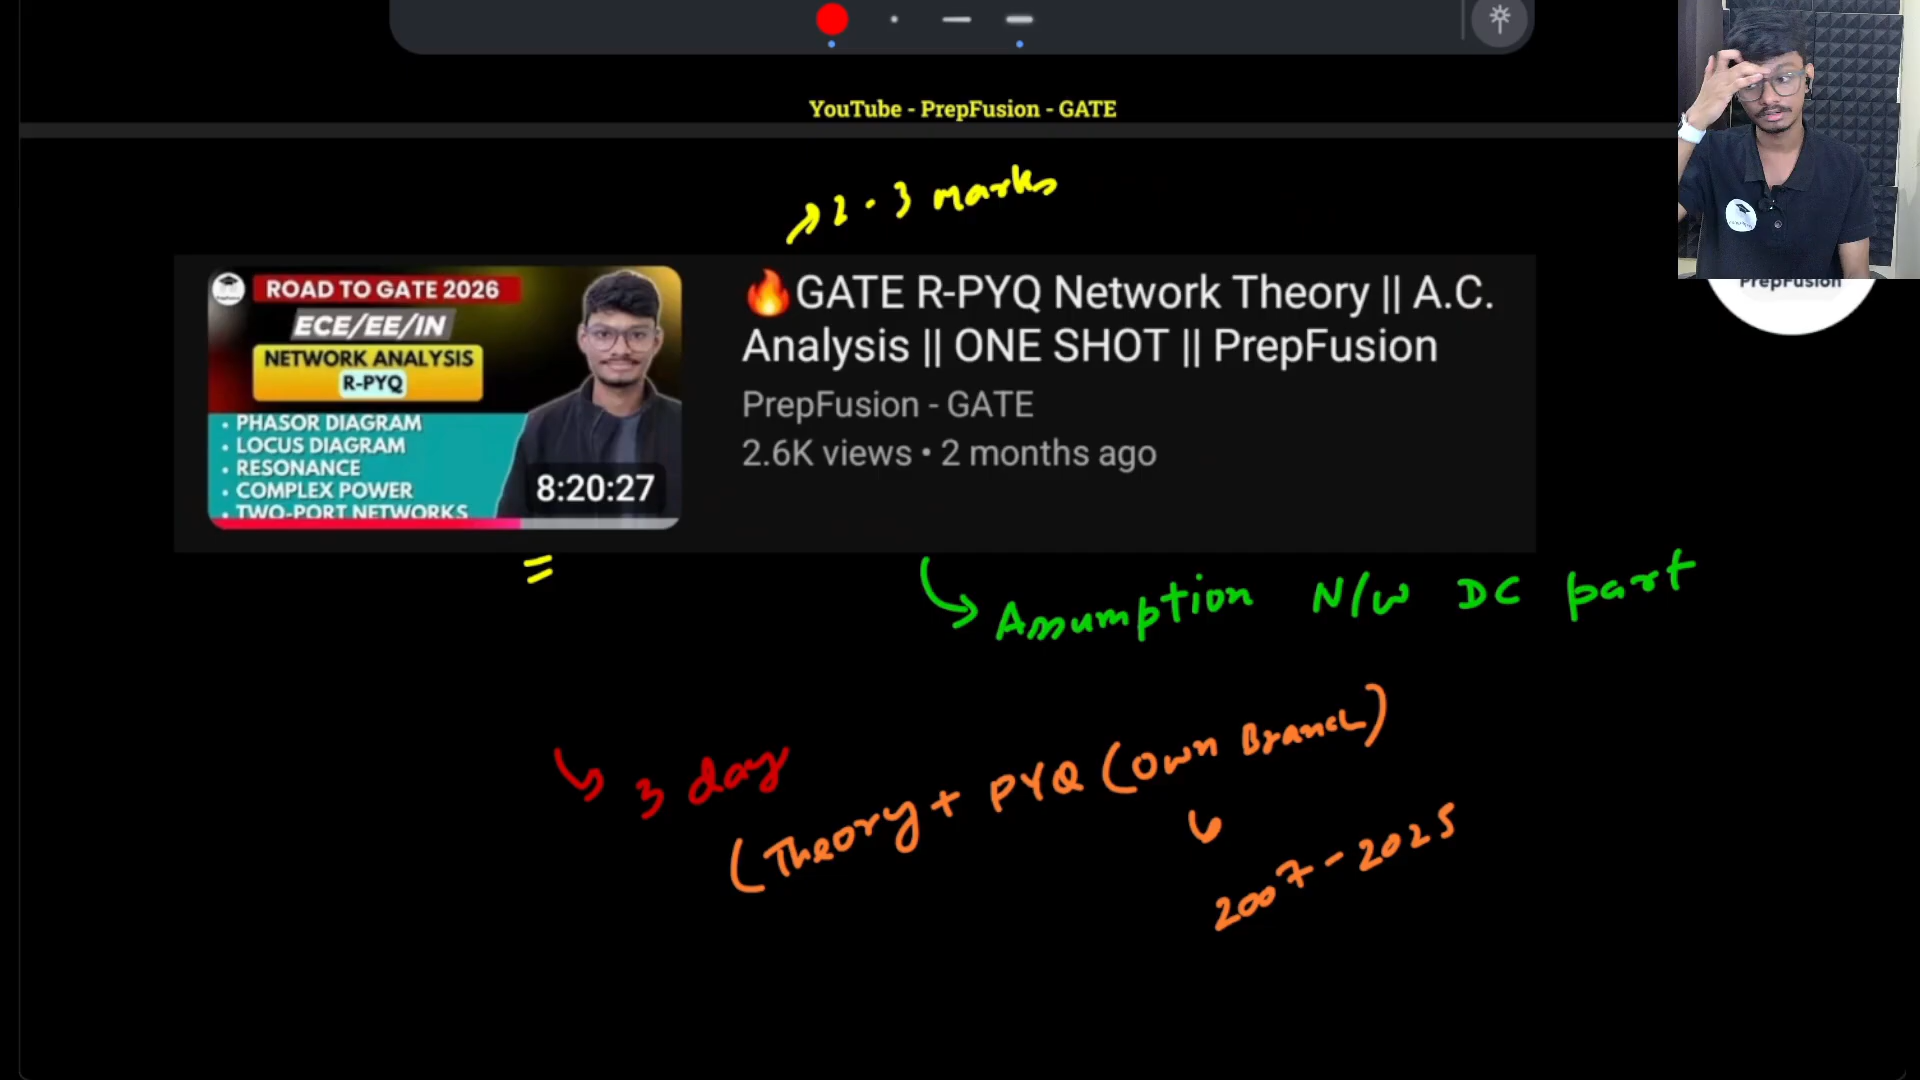 YouTube - PrepFusion - GATE
2-3 marks
ROAD TO GATE 2026
ECE/EE/IN
NETWORK ANALYSIS
R-PYQ
• PHASOR DIAGRAM
• LOCUS DIAGRAM
• RESONANCE
• COMPLEX POWER
• TWO-PORT NETWORKS
8:20:27
🔥GATE R-PYQ Network Theory || A.C.
Analysis || ONE SHOT || PrepFusion
PrepFusion - GATE
2.6K views • 2 months ago
PrepFusion
Assumption N/W DC part
3 day
(Theory + PYQ (Own Branch)
2007-2025